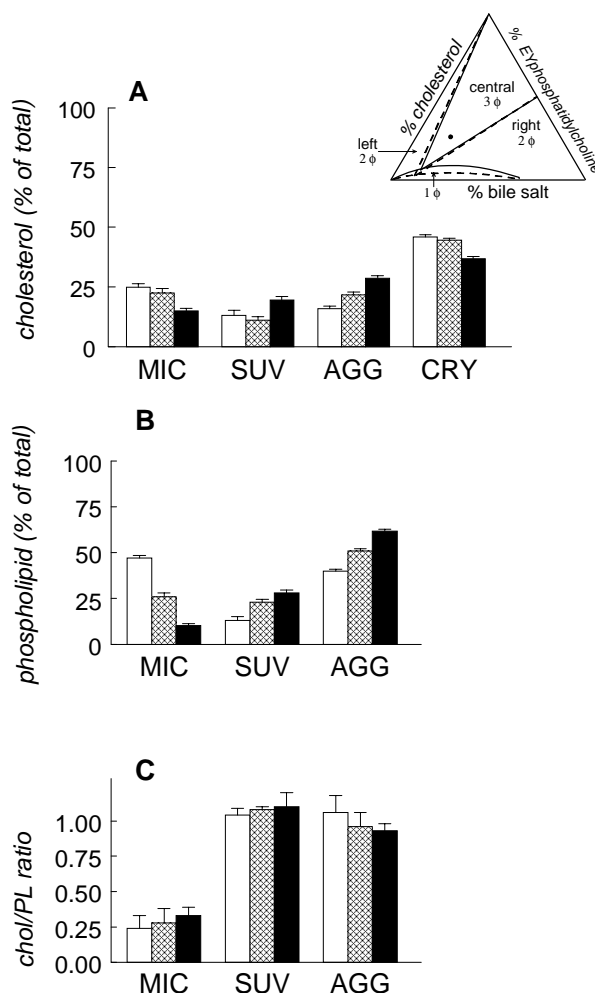 % cholesterol
% EYphosphatidylcholine
central
3 ϕ
right
2 ϕ
left
2 ϕ
1 ϕ
% bile salt
A
cholesterol (% of total)
100
75
50
25
0
MIC SUV AGG CRY
B
phospholipid (% of total)
100
75
50
25
0
MIC SUV AGG
C
chol/PL ratio
1.00
0.75
0.50
0.25
0.00
MIC SUV AGG